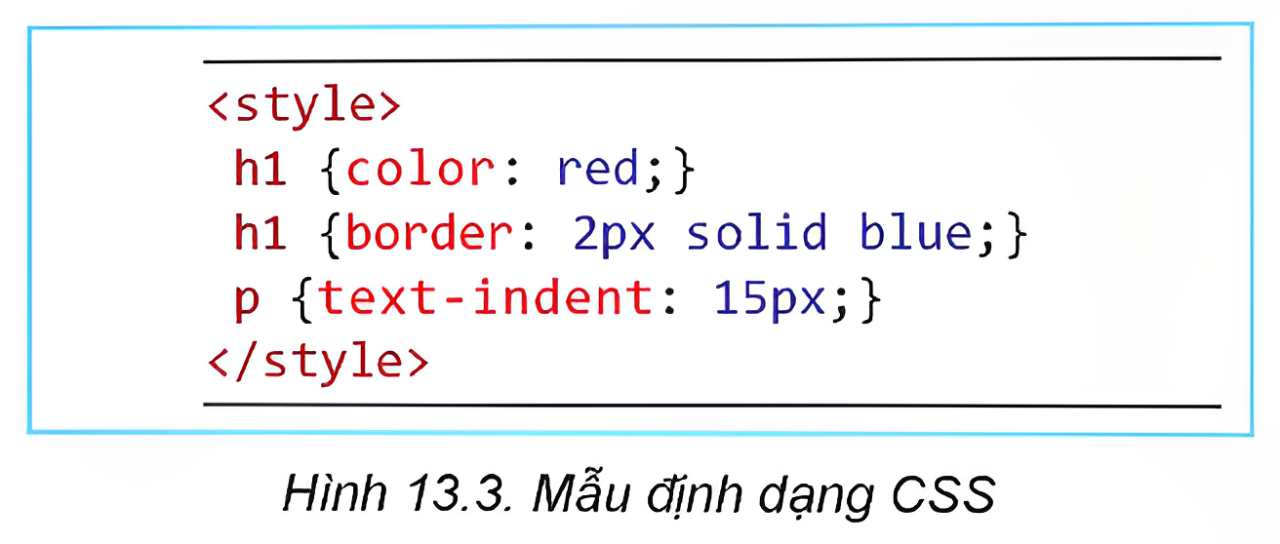 <style>
h1 {color: red;}
h1 {border: 2px solid blue;}
p {text-indent: 15px;}
</style>
Hình 13.3. Mẫu định dạng CSS